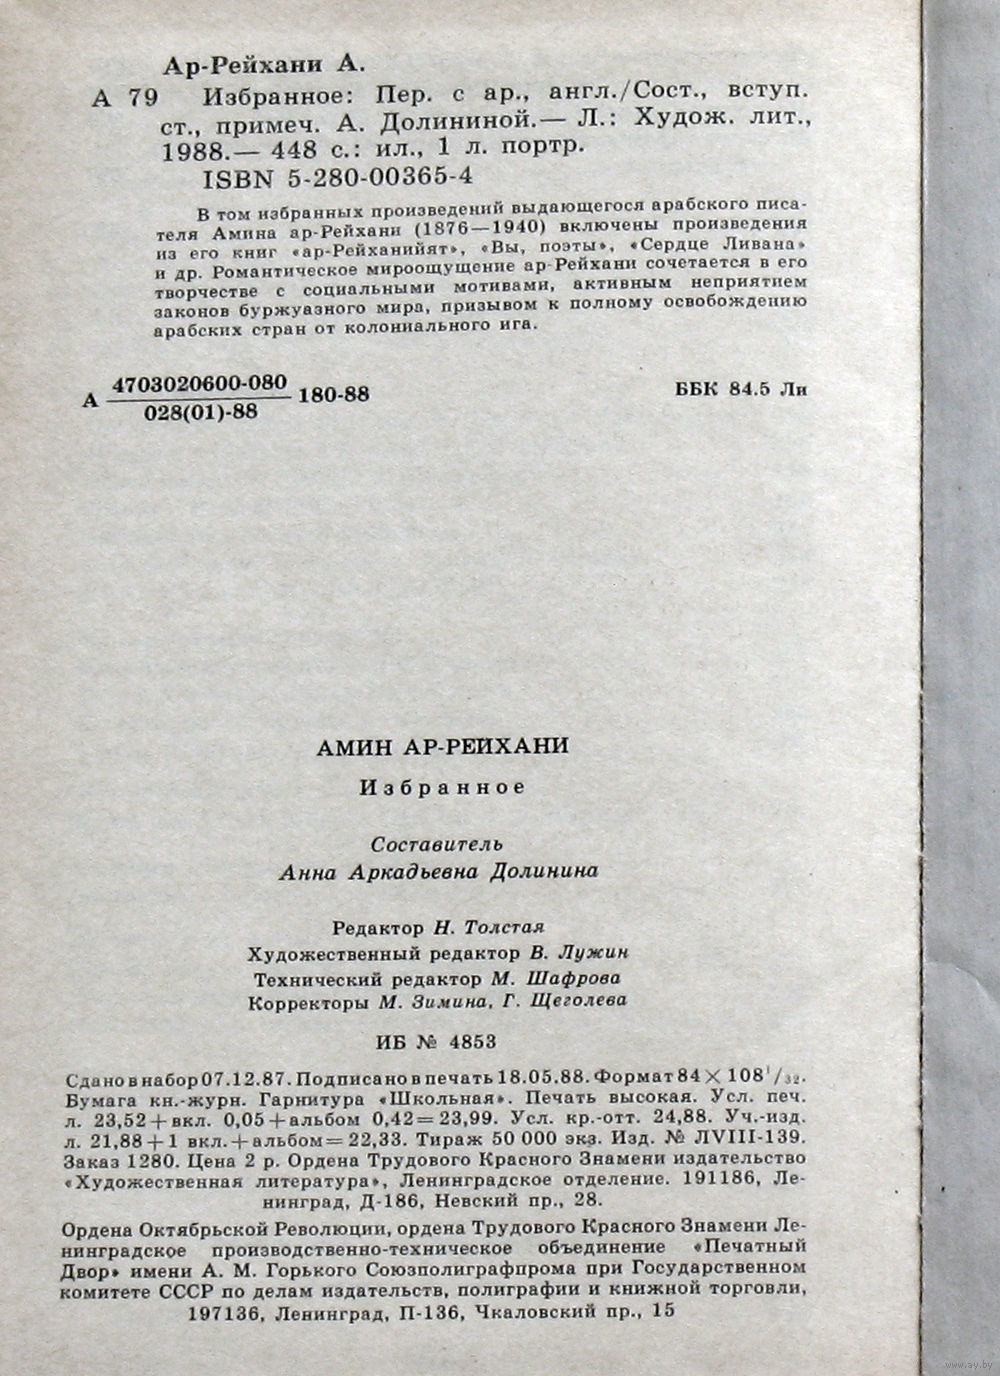 Ар-Рейхани А.
А 79 Избранное: Пер. с ар., англ./Сост., вступ.
ст., примеч. А. Долининой.— Л.: Худож. лит.,
1988.— 448 с.: ил., 1 л. портр.
ISBN 5-280-00365-4
В том избранных произведений выдающегося арабского писа-
теля Амина ар-Рейхани (1876—1940) включены произведения
из его книг «ар-Рейханийят», «Вы, поэты», «Сердце Ливана»
и др. Романтическое мироощущение ар-Рейхани сочетается в его
творчестве с социальными мотивами, активным неприятием
законов буржуазного мира, призывом к полному освобождению
арабских стран от колониального ига.
А 4703020600-080 180-88
028(01)-88
ББК 84.5 Ли
АМИН АР-РЕЙХАНИ
Избранное
Составитель
Анна Аркадьевна Долинина
Редактор Н. Толстая
Художественный редактор В. Лужин
Технический редактор М. Шафрова
Корректоры М. Зимина, Г. Щеголева
ИБ № 4853
Сдано в набор 07.12.87. Подписано в печать 18.05.88. Формат 84×108¹/₃₂.
Бумага кн.-журн. Гарнитура «Школьная». Печать высокая. Усл. печ.
л. 23,52+вкл. 0,05+альбом 0,42=23,99. Усл. кр.-отт. 24,88. Уч.-изд.
л. 21,88+1 вкл.+альбом=22,33. Тираж 50 000 экз. Изд. № ЛVIII-139.
Заказ 1280. Цена 2 р. Ордена Трудового Красного Знамени издательство
«Художественная литература», Ленинградское отделение. 191186, Ле-
нинград, Д-186, Невский пр., 28.
Ордена Октябрьской Революции, ордена Трудового Красного Знамени Ле-
нинградское производственно-техническое объединение «Печатный
Двор» имени А. М. Горького Союзполиграфпрома при Государственном
комитете СССР по делам издательств, полиграфии и книжной торговли,
197136, Ленинград, П-136, Чкаловский пр., 15
www.ay.by